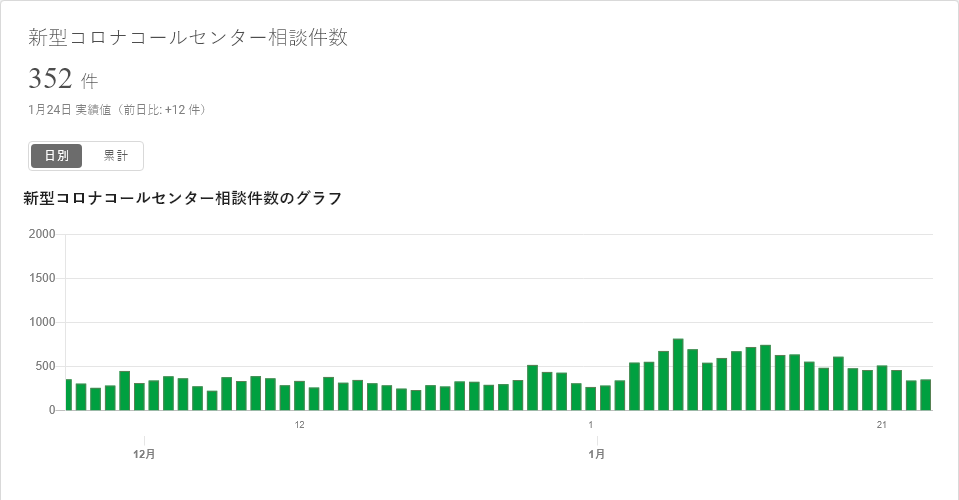 新型コロナコールセンター相談件数
352 件
1月24日 実績値（前日比: +12 件）
日別 累計
新型コロナコールセンター相談件数のグラフ
2000
1500
1000
500
0
12 1 21
12月 1月